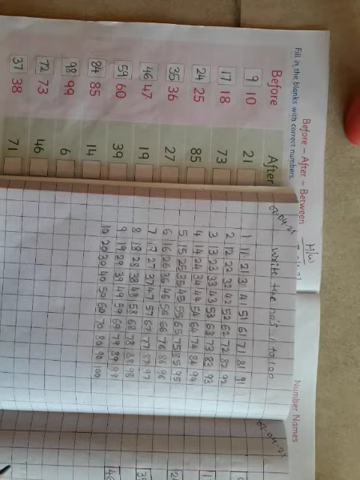 Before – After – Between
Fill in the blanks with correct numbers.
Before
After
9 10
21
17 18
73
24 25
85
35 36
27
46 47
19
59 60
39
84 85
14
98 99
6
72 73
46
37 38
71
H/W
Write the no's 1 to 100
1 11 21 31 41 51 61 71 81 91
2 12 22 32 42 52 62 72 82 92
3 13 23 33 43 53 63 73 83 93
4 14 24 34 44 54 64 74 84 94
5 15 25 35 45 55 65 75 85 95
6 16 26 36 46 56 66 76 86 96
7 17 27 37 47 57 67 77 87 97
8 18 28 38 48 58 68 78 88 98
9 19 29 39 49 59 69 79 89 99
10 20 30 40 50 60 70 80 90 100
Number Names